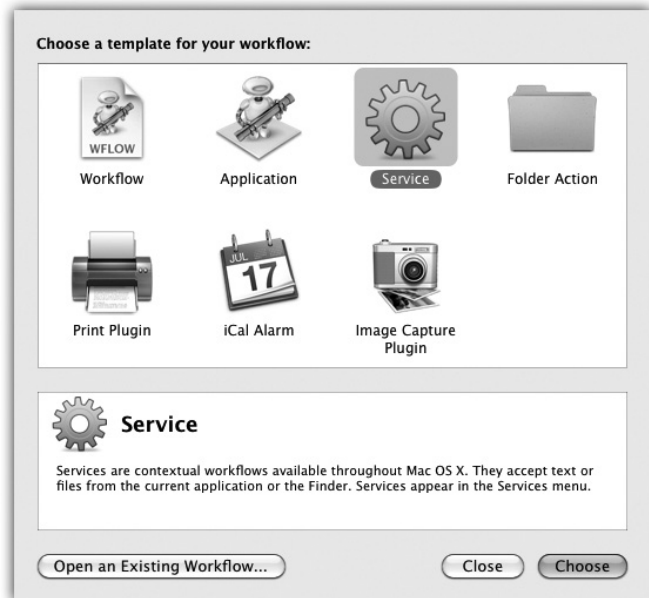 Choose a template for your workflow:
WFLOW
Workflow
Application
Service
Folder Action
JUL
17
Print Plugin
iCal Alarm
Image Capture
Plugin
Service
Services are contextual workflows available throughout Mac OS X. They accept text or
files from the current application or the Finder. Services appear in the Services menu.
Open an Existing Workflow...
Close
Choose